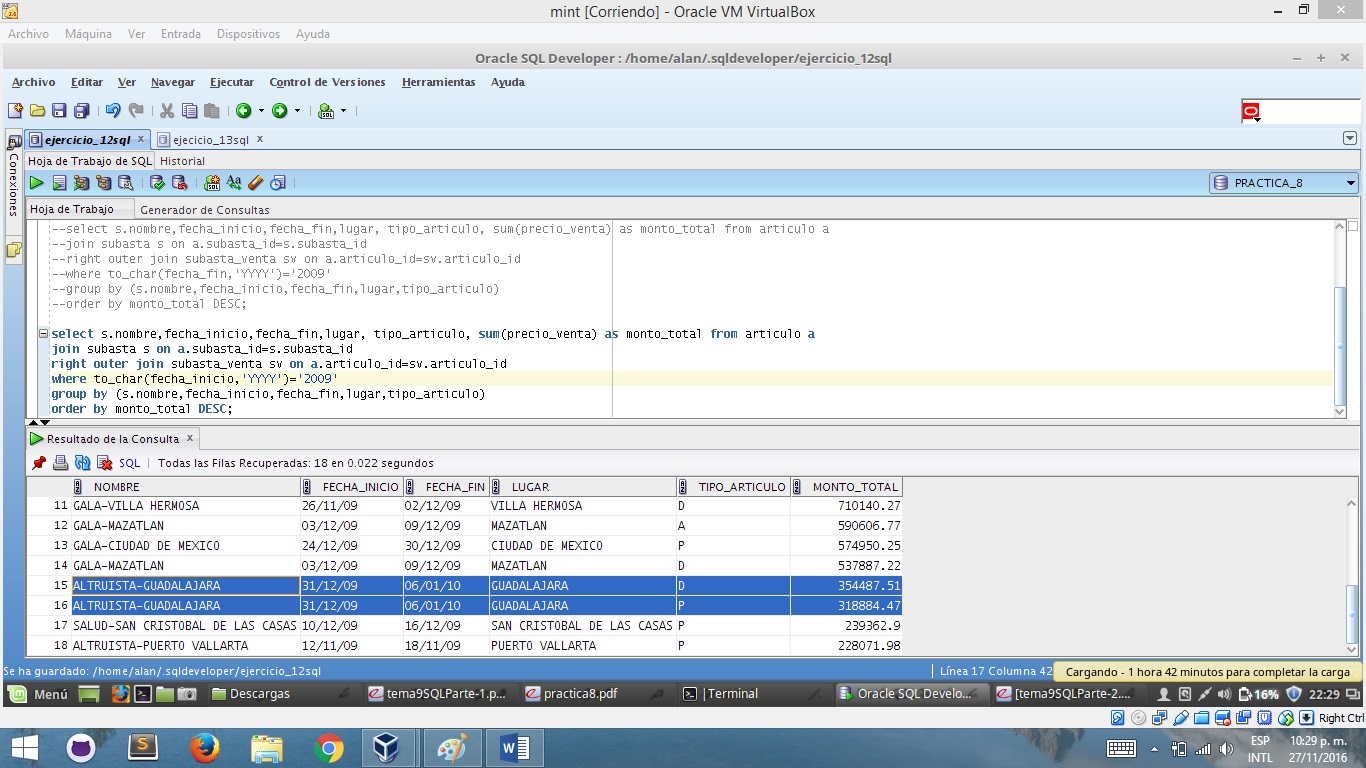 mint [Corriendo] - Oracle VM VirtualBox
Archivo Máquina Ver Entrada Dispositivos Ayuda
Oracle SQL Developer : /home/alan/.sqldeveloper/ejercicio_12sql
Archivo Editar Ver Navegar Ejecutar Control de Versiones Herramientas Ayuda
ejercicio_12sql x ejecicio_13sql x
Conexiones
Hoja de Trabajo de SQL Historial
PRACTICA_8
Hoja de Trabajo Generador de Consultas
--select s.nombre,fecha_inicio,fecha_fin,lugar, tipo_articulo, sum(precio_venta) as monto_total from articulo a
--join subasta s on a.subasta_id=s.subasta_id
--right outer join subasta_venta sv on a.articulo_id=sv.articulo_id
--where to_char(fecha_fin,'YYYY')='2009'
--group by (s.nombre,fecha_inicio,fecha_fin,lugar,tipo_articulo)
--order by monto_total DESC;
select s.nombre,fecha_inicio,fecha_fin,lugar, tipo_articulo, sum(precio_venta) as monto_total from articulo a
join subasta s on a.subasta_id=s.subasta_id
right outer join subasta_venta sv on a.articulo_id=sv.articulo_id
where to_char(fecha_inicio,'YYYY')='2009'
group by (s.nombre,fecha_inicio,fecha_fin,lugar,tipo_articulo)
order by monto_total DESC;
Resultado de la Consulta x
SQL | Todas las Filas Recuperadas: 18 en 0.022 segundos
NOMBRE FECHA_INICIO FECHA_FIN LUGAR TIPO_ARTICULO MONTO_TOTAL
11 GALA-VILLA HERMOSA 26/11/09 02/12/09 VILLA HERMOSA D 710140.27
12 GALA-MAZATLAN 03/12/09 09/12/09 MAZATLAN A 590606.77
13 GALA-CIUDAD DE MEXICO 24/12/09 30/12/09 CIUDAD DE MEXICO P 574950.25
14 GALA-MAZATLAN 03/12/09 09/12/09 MAZATLAN D 537887.22
15 ALTRUISTA-GUADALAJARA 31/12/09 06/01/10 GUADALAJARA D 354487.51
16 ALTRUISTA-GUADALAJARA 31/12/09 06/01/10 GUADALAJARA P 318884.47
17 SALUD-SAN CRISTOBAL DE LAS CASAS 10/12/09 16/12/09 SAN CRISTOBAL DE LAS CASAS P 239362.9
18 ALTRUISTA-PUERTO VALLARTA 12/11/09 18/11/09 PUERTO VALLARTA P 228071.98
Se ha guardado: /home/alan/.sqldeveloper/ejercicio_12sql
Línea 17 Columna 42
Cargando - 1 hora 42 minutos para completar la carga
Menú Descargas tema9SQLParte-1.p... practica8.pdf Terminal Oracle SQL Develo... [tema9SQLParte-2.... 16% 22:29
Right Ctrl
ESP 10:29 p. m.
INTL 27/11/2016